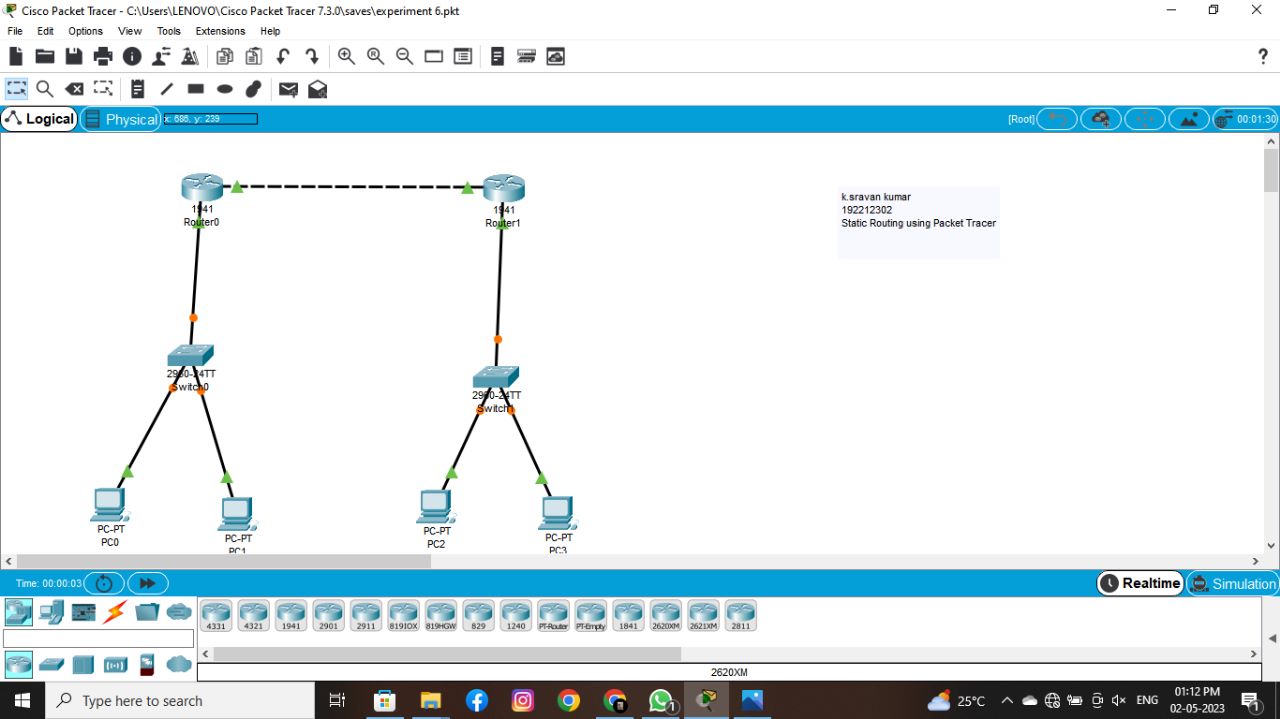 Cisco Packet Tracer - C:\Users\LENOVO\Cisco Packet Tracer 7.3.0\saves\experiment 6.pkt
File Edit Options View Tools Extensions Help
?
Logical Physical x: 686, y: 239 [Root] 00:01:30
1941
Router0
1941
Router1
k.sravan kumar
192212302
Static Routing using Packet Tracer
2960-24TT
Switch0
2960-24TT
Switch1
PC-PT
PC0
PC-PT
PC1
PC-PT
PC2
PC-PT
PC3
Time: 00:00:03 Realtime Simulation
4331 4321 1941 2901 2911 819IOX 819HGW 829 1240 PT-Router PT-Empty 1841 2620XM 2621XM 2811
2620XM
Type here to search
25°C ENG
01:12 PM
02-05-2023
1
1